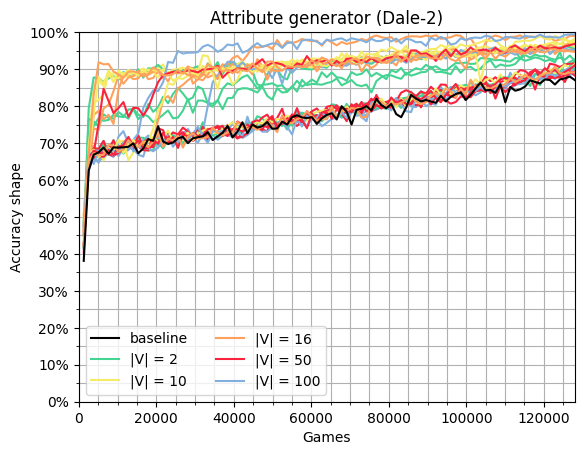 Attribute generator (Dale-2)
100%
90%
80%
70%
60%
50%
40%
30%
20%
10%
0%
Accuracy shape
baseline
|V| = 2
|V| = 10
|V| = 16
|V| = 50
|V| = 100
0 20000 40000 60000 80000 100000 120000
Games